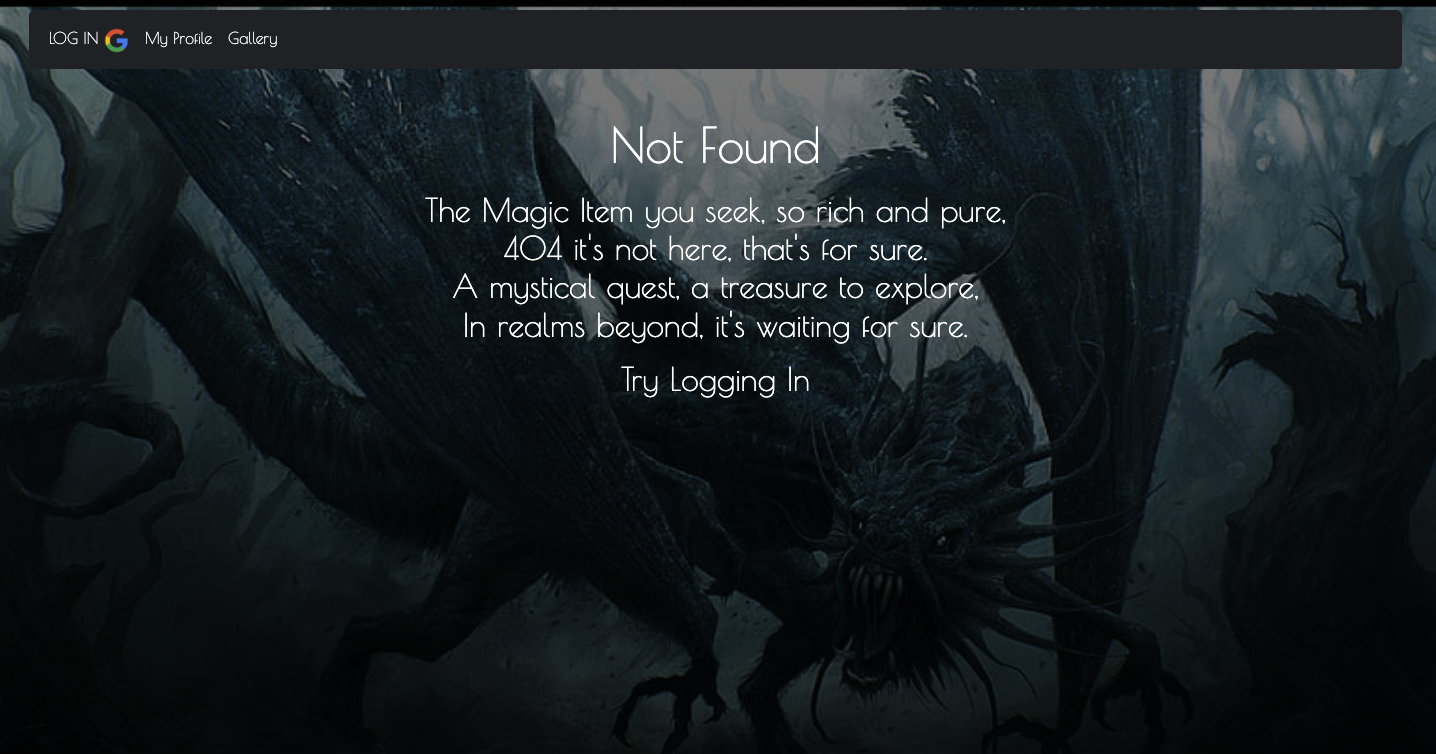 LOG IN My Profile Gallery
Not Found
The Magic Item you seek, so rich and pure,
404 it's not here, that's for sure.
A mystical quest, a treasure to explore,
In realms beyond, it's waiting for sure.
Try Logging In